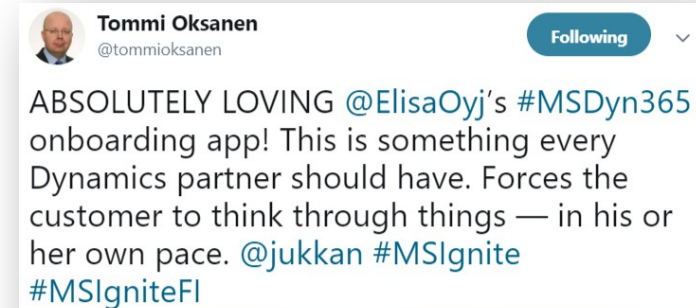 Tommi Oksanen
Following
@tommioksanen
ABSOLUTELY LOVING @ElisaOyj's #MSDyn365
onboarding app! This is something every
Dynamics partner should have. Forces the
customer to think through things — in his or
her own pace. @jukkan #MSIgnite
#MSIgniteFI